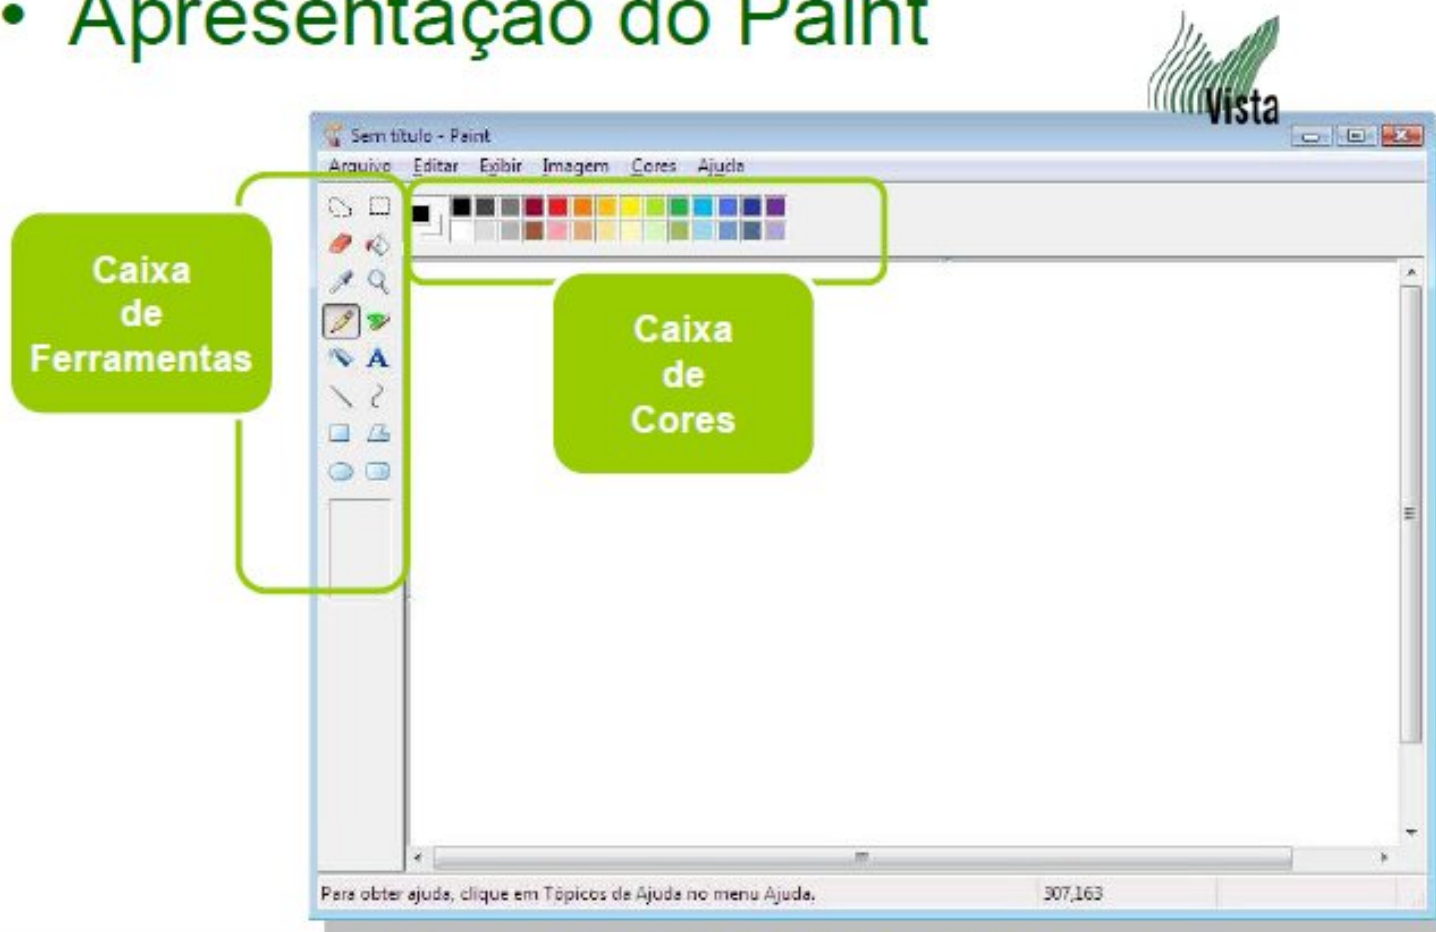 • Apresentação do Paint
Vista
Sem título - Paint
Arquivo Editar Exibir Imagem Cores Ajuda
Caixa
de
Ferramentas
A
Caixa
de
Cores
Para obter ajuda, clique em Tópicos da Ajuda no menu Ajuda. 307,163